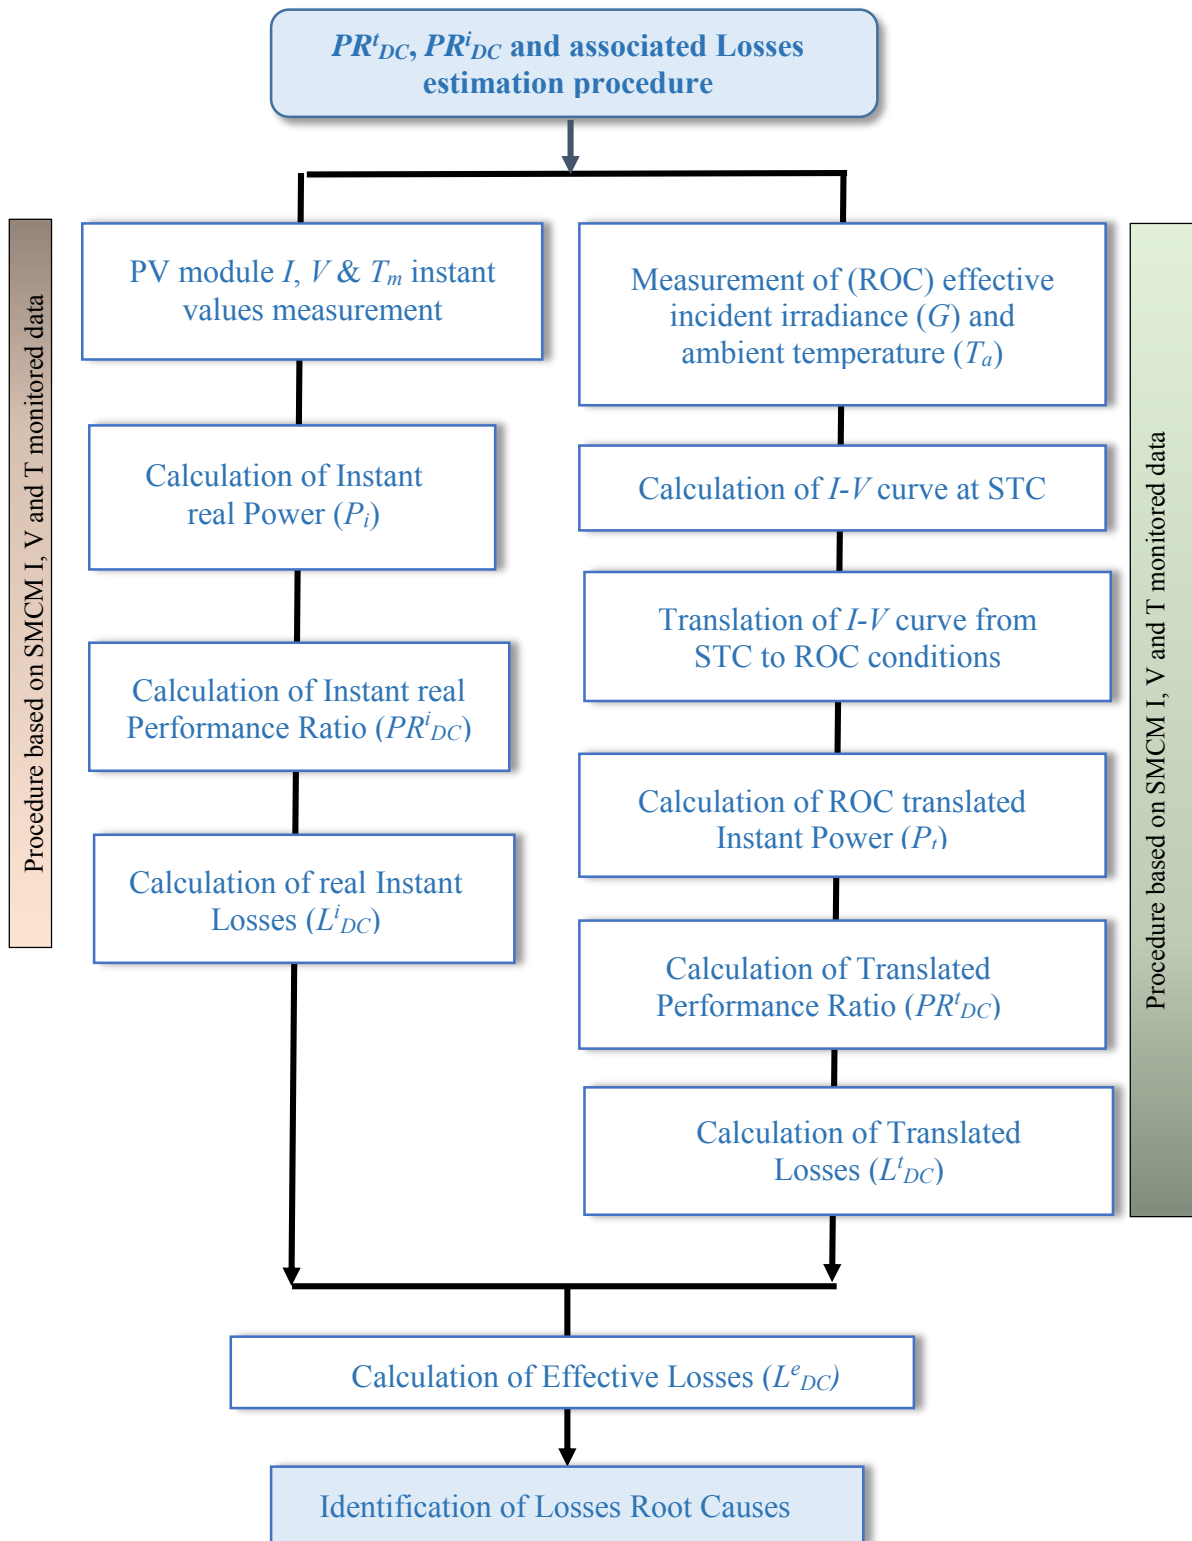 PRᵗDC, PRⁱDC and associated Losses
estimation procedure
Procedure based on SMCM I, V and T monitored data
PV module I, V & Tm instant
values measurement
Calculation of Instant
real Power (Pi)
Calculation of Instant real
Performance Ratio (PRⁱDC)
Calculation of real Instant
Losses (LⁱDC)
Measurement of (ROC) effective
incident irradiance (G) and
ambient temperature (Ta)
Calculation of I-V curve at STC
Translation of I-V curve from
STC to ROC conditions
Calculation of ROC translated
Instant Power (Pt)
Calculation of Translated
Performance Ratio (PRᵗDC)
Calculation of Translated
Losses (LᵗDC)
Procedure based on SMCM I, V and T monitored data
Calculation of Effective Losses (LᵉDC)
Identification of Losses Root Causes